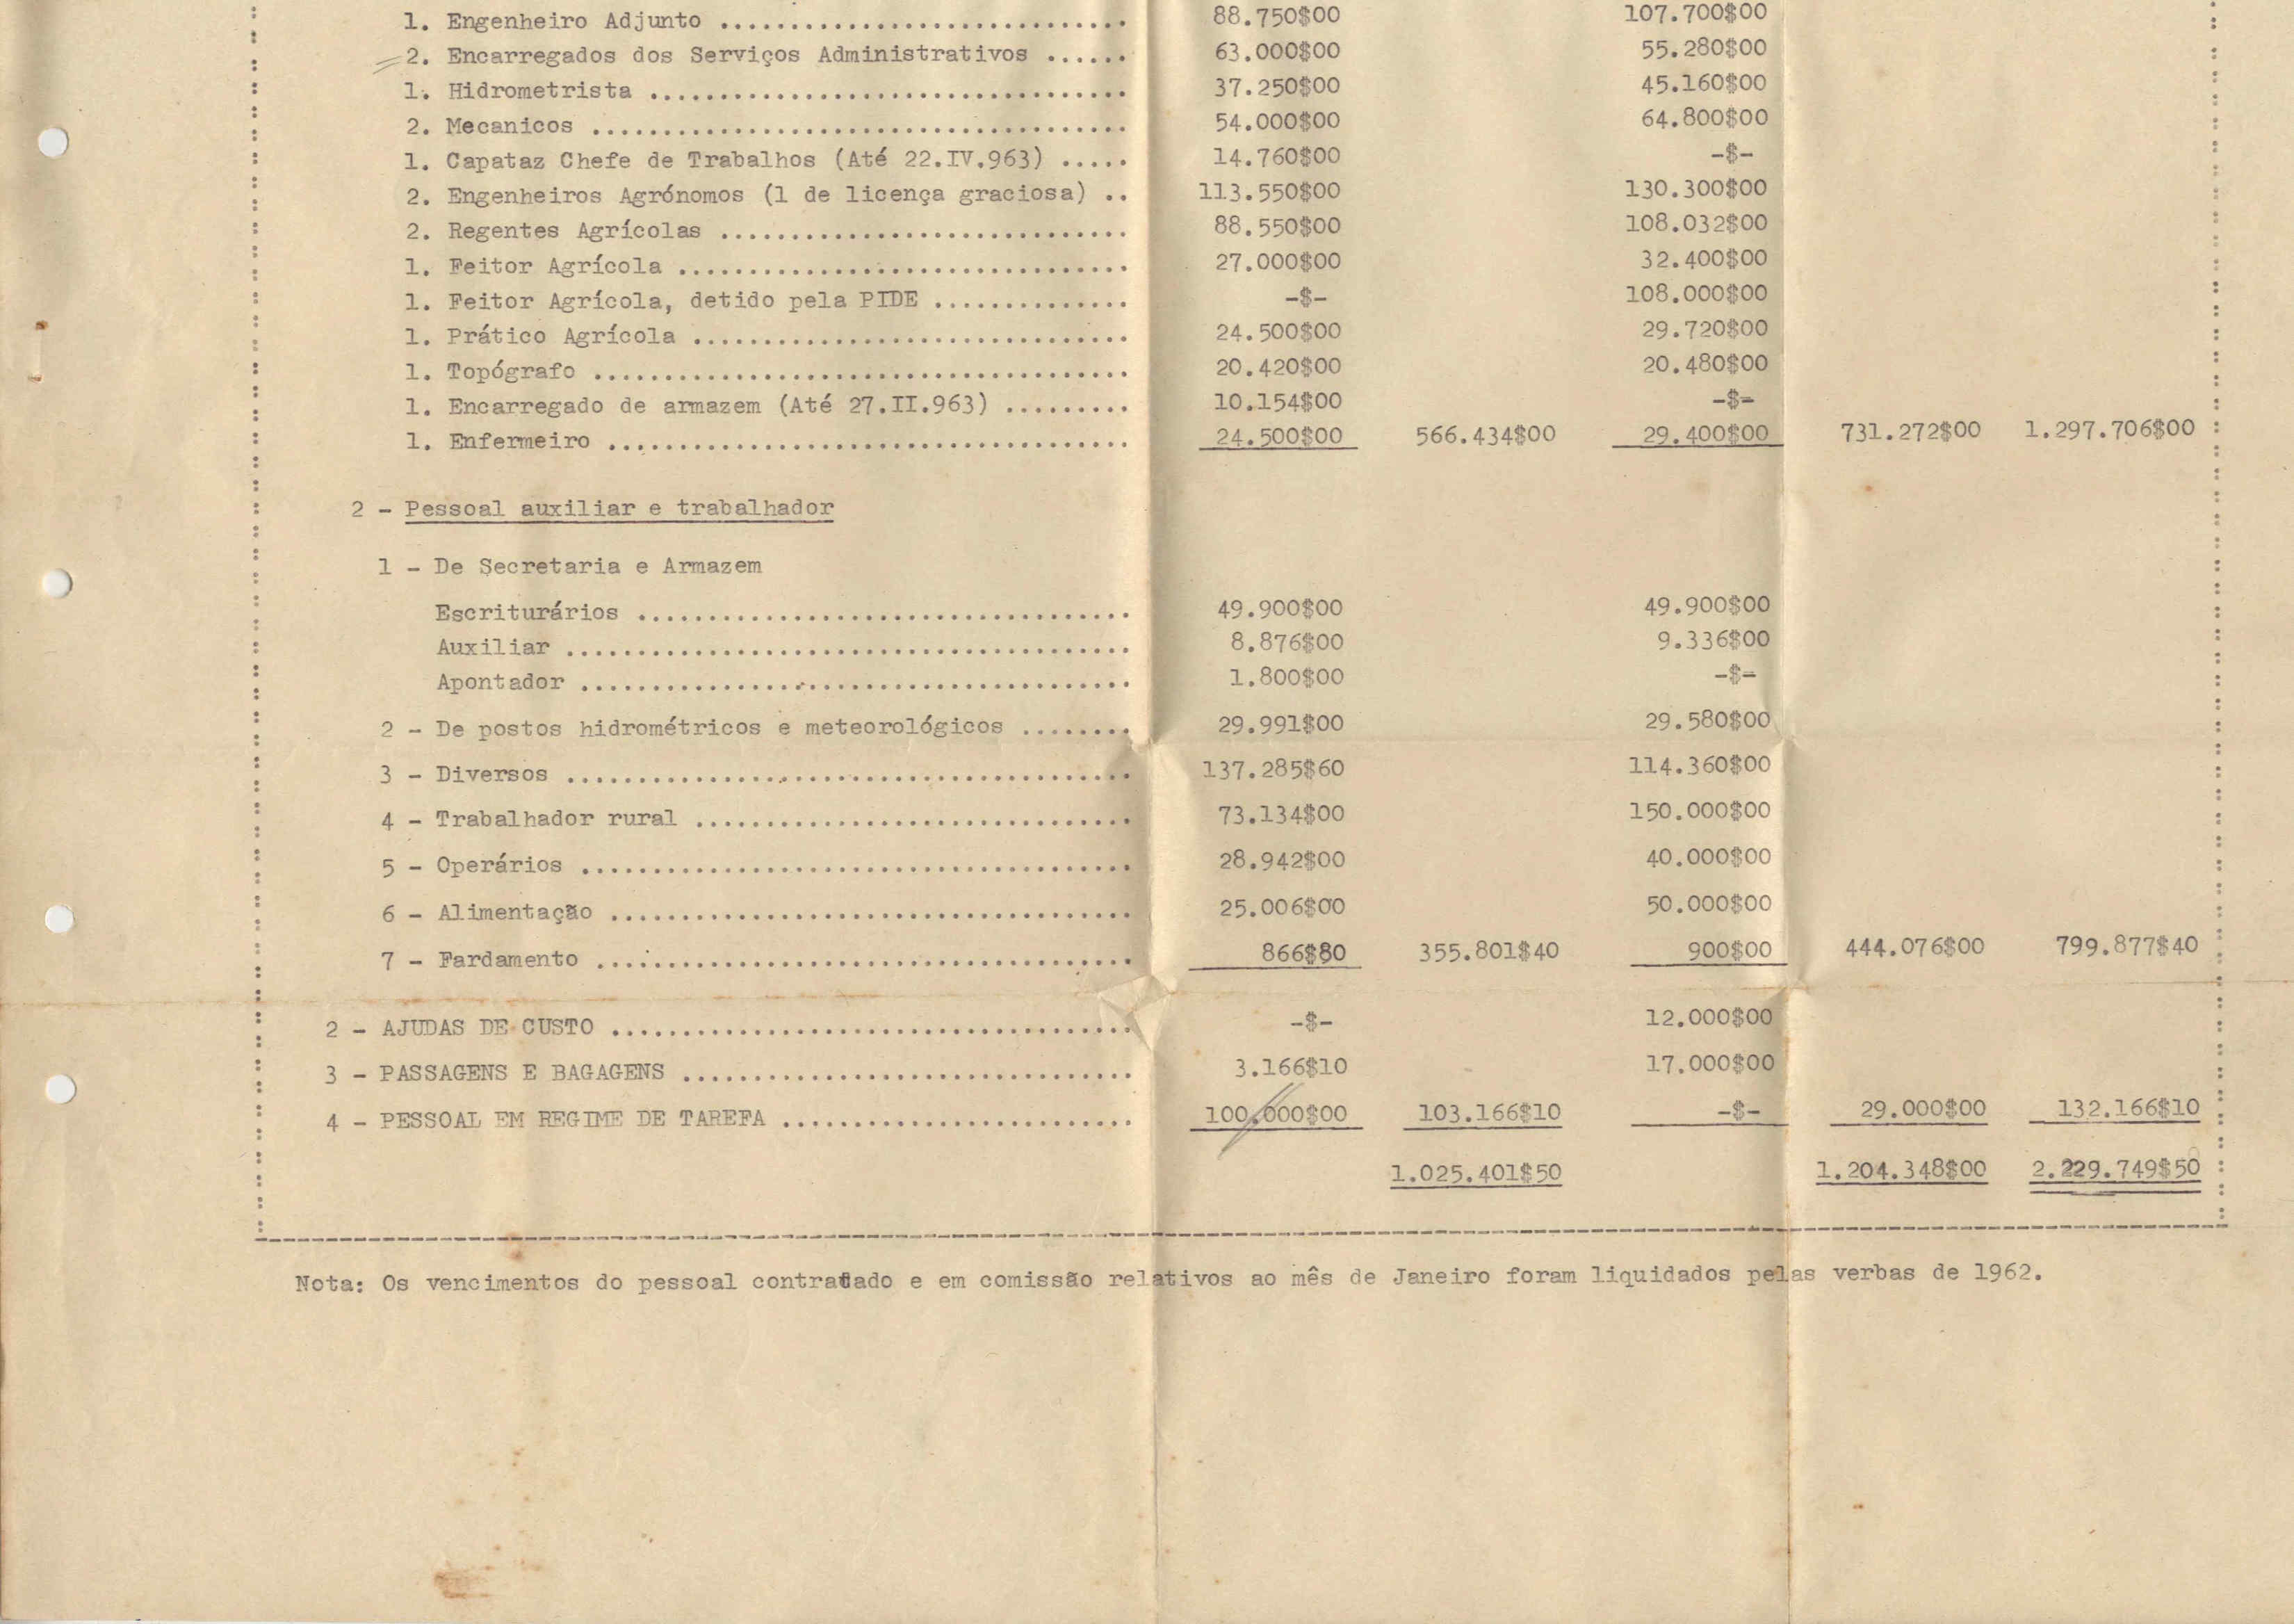 1. Engenheiro Adjunto ............................. 88.750$00 107.700$00
2. Encarregados dos Serviços Administrativos ...... 63.000$00 55.280$00
1. Hidrometrista .................................. 37.250$00 45.160$00
2. Mecanicos ...................................... 54.000$00 64.800$00
1. Capataz Chefe de Trabalhos (Até 22.IV.963) ..... 14.760$00 -$-
2. Engenheiros Agrónomos (1 de licença graciosa) .. 113.550$00 130.300$00
2. Regentes Agrícolas ............................. 88.550$00 108.032$00
1. Feitor Agrícola ................................ 27.000$00 32.400$00
1. Feitor Agrícola, detido pela PIDE .............. -$- 108.000$00
1. Prático Agrícola ............................... 24.500$00 29.720$00
1. Topógrafo ...................................... 20.420$00 20.480$00
1. Encarregado de armazem (Até 27.II.963) ......... 10.154$00 -$-
1. Enfermeiro ..................................... 24.500$00 566.434$00 29.400$00 731.272$00 1.297.706$00
2 - Pessoal auxiliar e trabalhador
1 - De Secretaria e Armazem
Escriturários ................................... 49.900$00 49.900$00
Auxiliar ........................................ 8.876$00 9.336$00
Apontador ....................................... 1.800$00 -$-
2 - De postos hidrométricos e meteorológicos ........ 29.991$00 29.580$00
3 - Diversos ........................................ 137.285$60 114.360$00
4 - Trabalhador rural ............................... 73.134$00 150.000$00
5 - Operários ....................................... 28.942$00 40.000$00
6 - Alimentação ..................................... 25.006$00 50.000$00
7 - Fardamento ...................................... 866$80 355.801$40 900$00 444.076$00 799.877$40
2 - AJUDAS DE CUSTO ..................................... -$- 12.000$00
3 - PASSAGENS E BAGAGENS ................................ 3.166$10 17.000$00
4 - PESSOAL EM REGIME DE TAREFA ......................... 100.000$00 103.166$10 -$- 29.000$00 132.166$10
1.025.401$50 1.204.348$00 2.229.749$50
Nota: Os vencimentos do pessoal contratado e em comissão relativos ao mês de Janeiro foram liquidados pelas verbas de 1962.